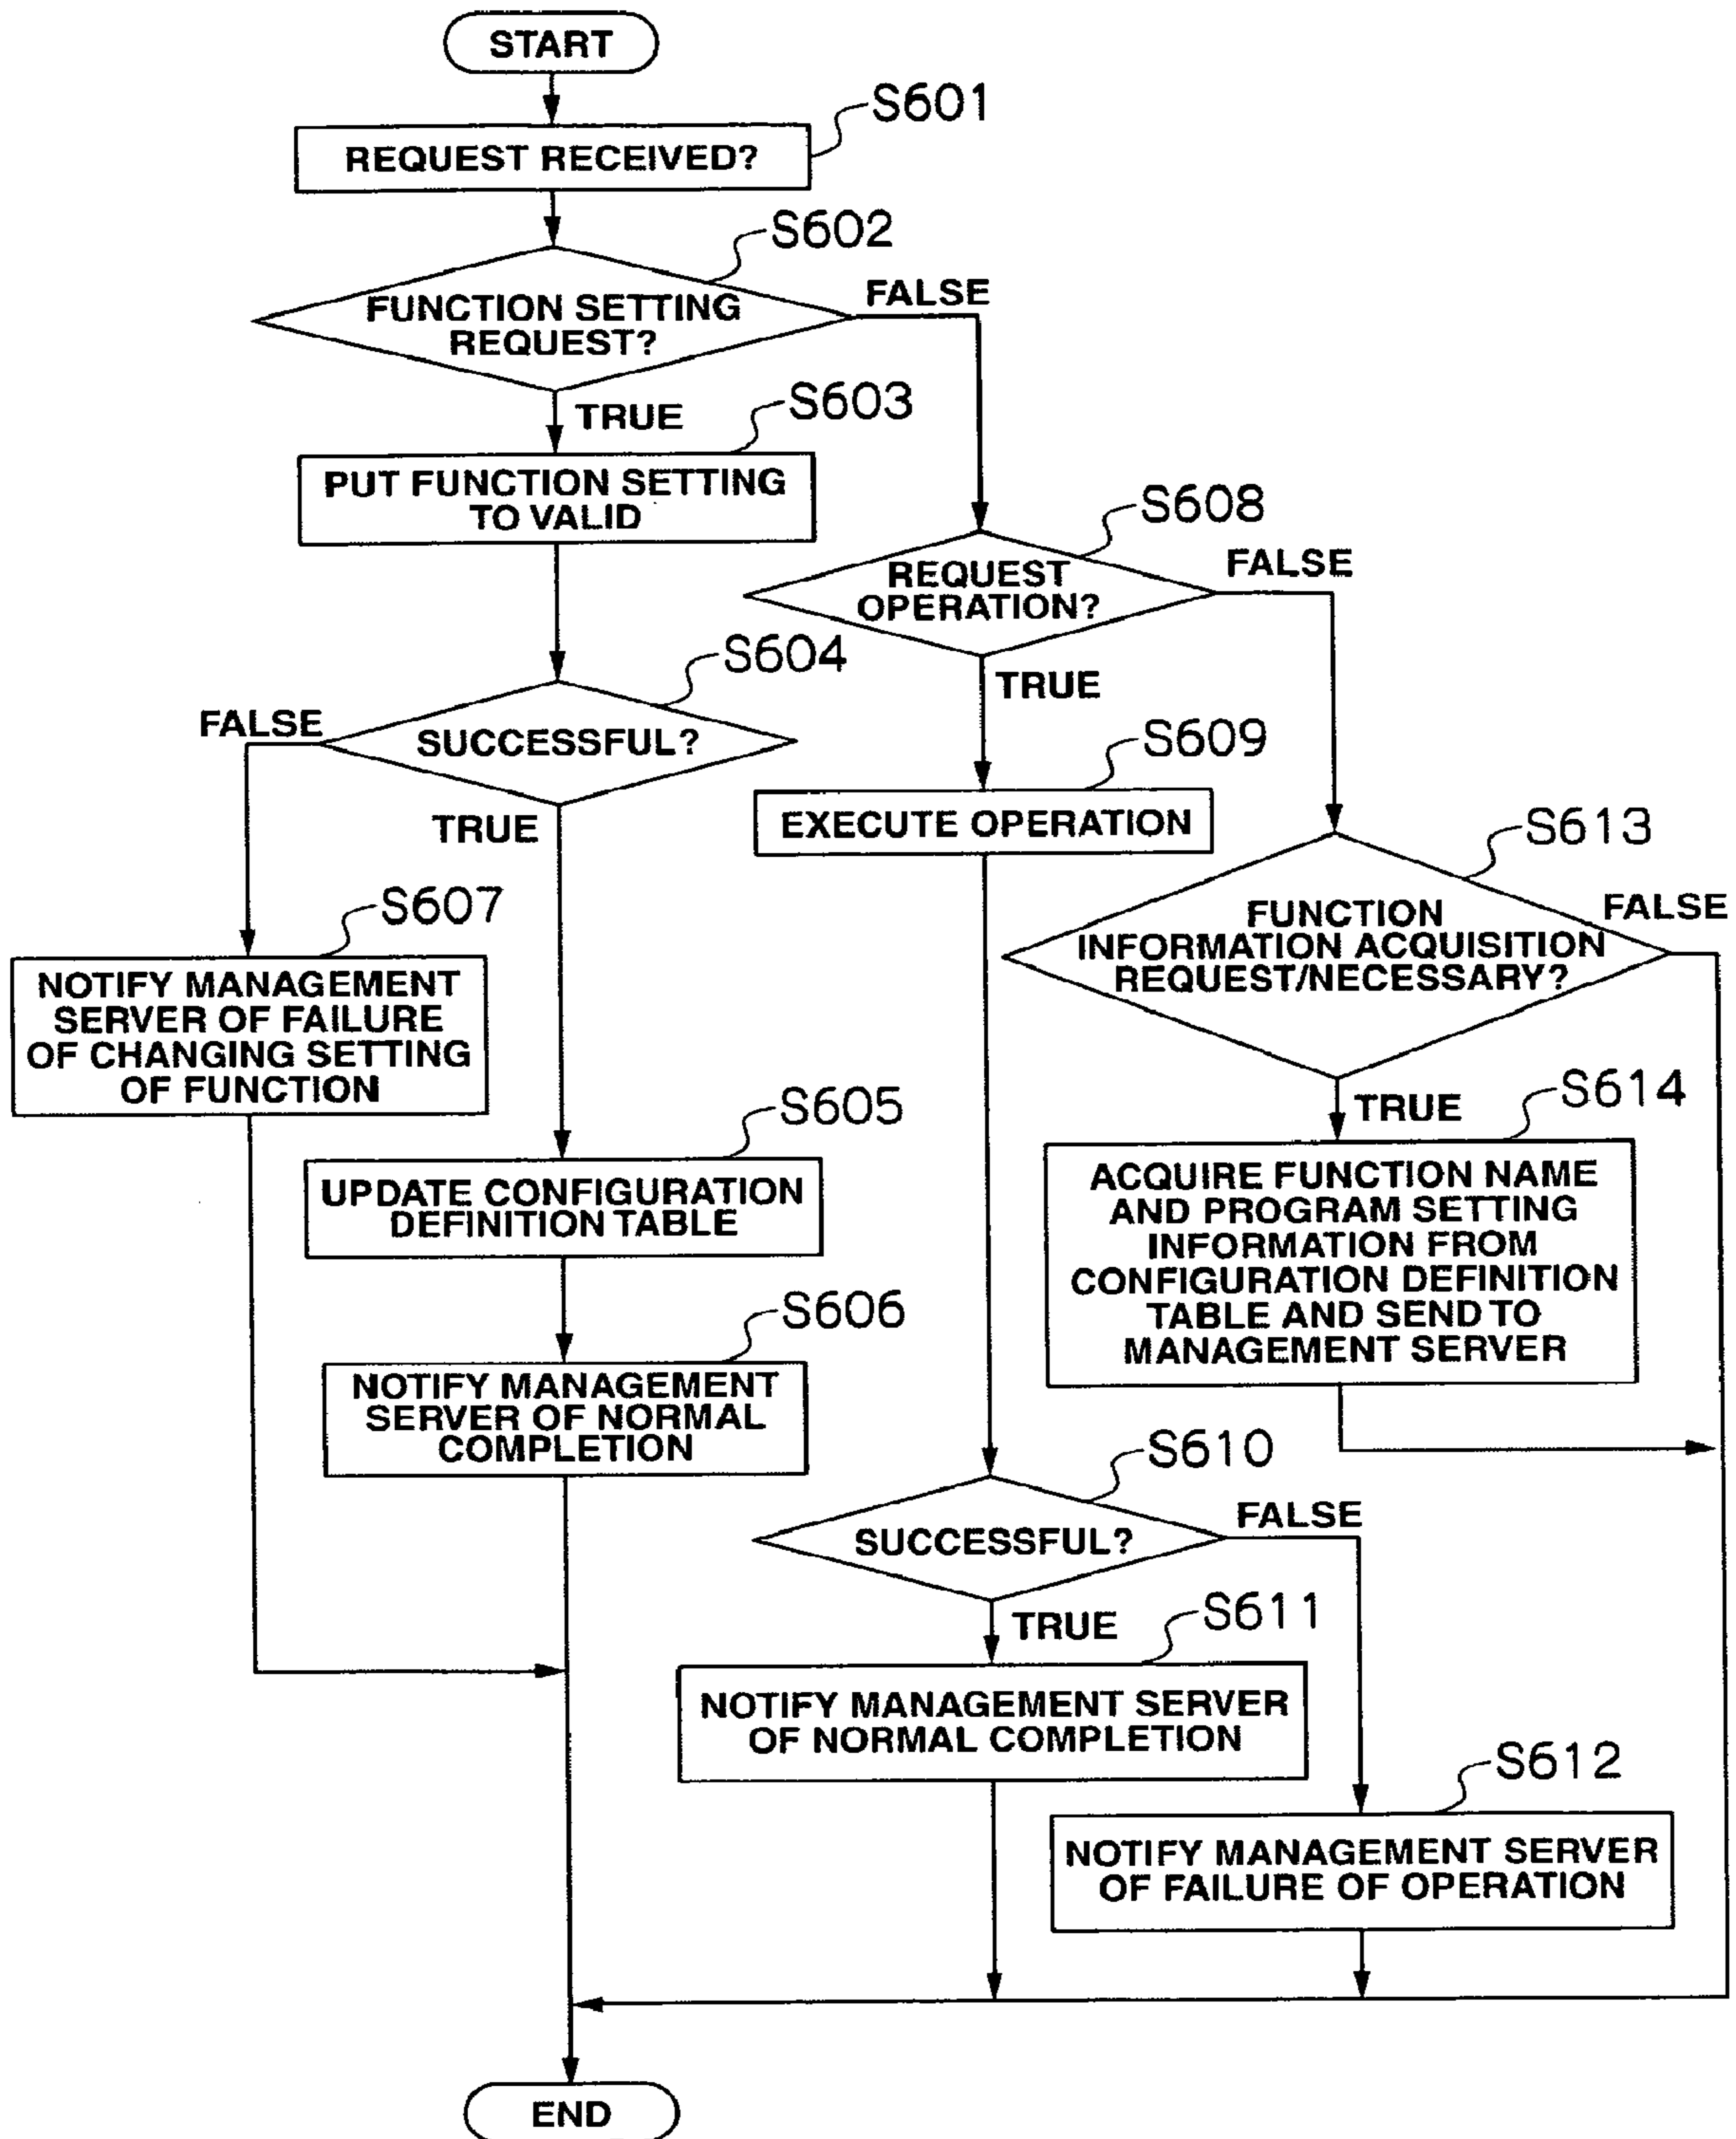 START
S601
REQUEST RECEIVED?
S602
FUNCTION SETTING
REQUEST?
FALSE
TRUE
S603
PUT FUNCTION SETTING
TO VALID
S604
SUCCESSFUL?
FALSE
TRUE
S607
NOTIFY MANAGEMENT
SERVER OF FAILURE
OF CHANGING SETTING
OF FUNCTION
S605
UPDATE CONFIGURATION
DEFINITION TABLE
S606
NOTIFY MANAGEMENT
SERVER OF NORMAL
COMPLETION
S608
REQUEST
OPERATION?
FALSE
TRUE
S609
EXECUTE OPERATION
S613
FUNCTION
INFORMATION ACQUISITION
REQUEST/NECESSARY?
FALSE
TRUE
S614
ACQUIRE FUNCTION NAME
AND PROGRAM SETTING
INFORMATION FROM
CONFIGURATION DEFINITION
TABLE AND SEND TO
MANAGEMENT SERVER
S610
SUCCESSFUL?
FALSE
TRUE
S611
NOTIFY MANAGEMENT SERVER
OF NORMAL COMPLETION
S612
NOTIFY MANAGEMENT SERVER
OF FAILURE OF OPERATION
END